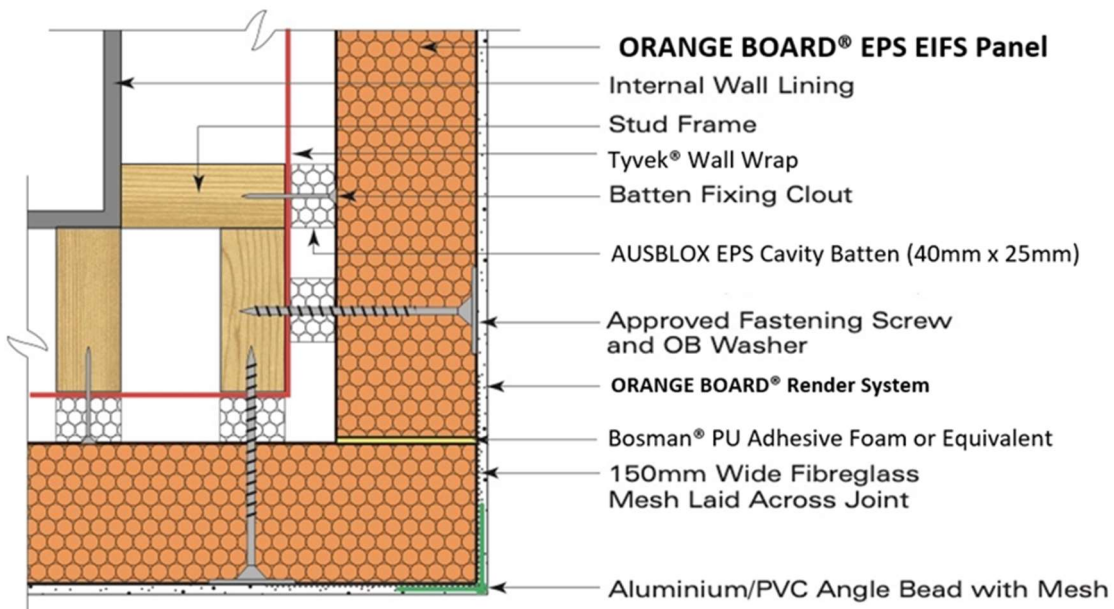 ORANGE BOARD® EPS EIFS Panel
Internal Wall Lining
Stud Frame
Tyvek® Wall Wrap
Batten Fixing Clout
AUSBLOX EPS Cavity Batten (40mm x 25mm)
Approved Fastening Screw
and OB Washer
ORANGE BOARD® Render System
Bosman® PU Adhesive Foam or Equivalent
150mm Wide Fibreglass
Mesh Laid Across Joint
Aluminium/PVC Angle Bead with Mesh